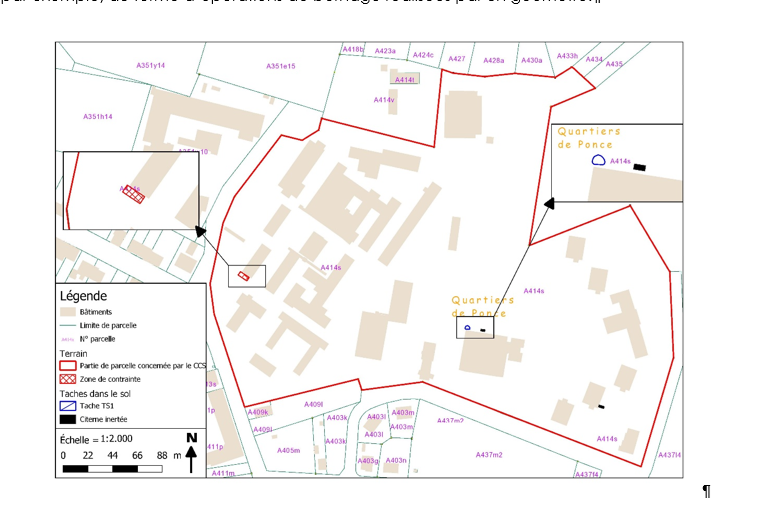 A418b
A423a
A424c
A427
A428a
A430a
A433h
A434
A435
A351y14
A351e15
A414t
A414v
A351h14
Quartiers
de Ponce
A414s
A414s
A414s
Quartiers
de Ponce
A414s
Légende
Bâtiments
Limite de parcelle
N° parcelle
Terrain
Partie de parcelle concernée par le CCS
Zone de contrainte
Taches dans le sol
Tache TS1
Citerne inertée
Échelle = 1:2.000
N
0 22 44 66 88 m
A409k
A409l
A409l
A403k
A403l
A403m
A403m
A403k
A403l
A405m
A403n
A411m
A437m2
A437m2
A414s
A437l4
A437f4
¶